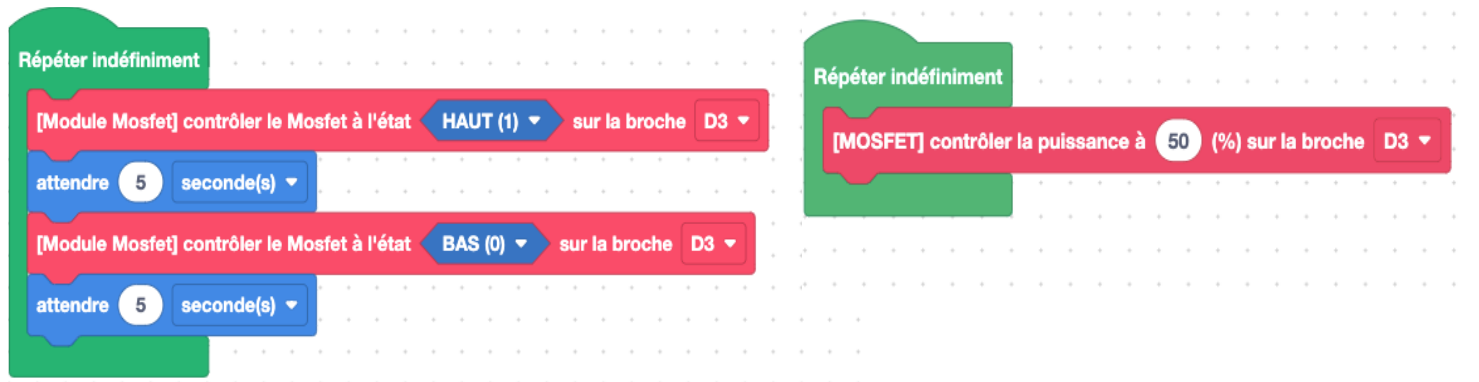 Répéter indéfiniment
[Module Mosfet] contrôler le Mosfet à l'état HAUT (1) sur la broche D3
attendre 5 seconde(s)
[Module Mosfet] contrôler le Mosfet à l'état BAS (0) sur la broche D3
attendre 5 seconde(s)
Répéter indéfiniment
[MOSFET] contrôler la puissance à 50 (%) sur la broche D3